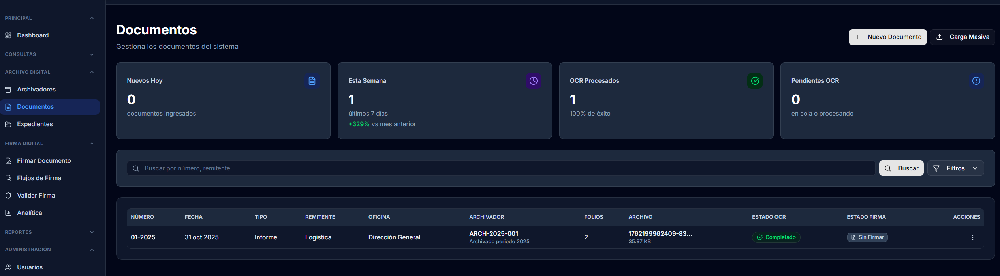 PRINCIPAL
Dashboard
CONSULTAS
ARCHIVO DIGITAL
Archivadores
Documentos
Expedientes
FIRMA DIGITAL
Firmar Documento
Flujos de Firma
Validar Firma
Analítica
REPORTES
ADMINISTRACIÓN
Usuarios
Documentos
Gestiona los documentos del sistema
Nuevo Documento
Carga Masiva
Nuevos Hoy
0
documentos ingresados
Esta Semana
1
últimos 7 días
+329% vs mes anterior
OCR Procesados
1
100% de éxito
Pendientes OCR
0
en cola o procesando
Buscar por número, remitente...
Buscar
Filtros
NÚMERO FECHA TIPO REMITENTE OFICINA ARCHIVADOR FOLIOS ARCHIVO ESTADO OCR ESTADO FIRMA ACCIONES
01-2025 31 oct 2025 Informe Logistica Dirección General ARCH-2025-001 2 1762199962409-83... Completado Sin Firmar
Archivado periodo 2025 35.97 KB